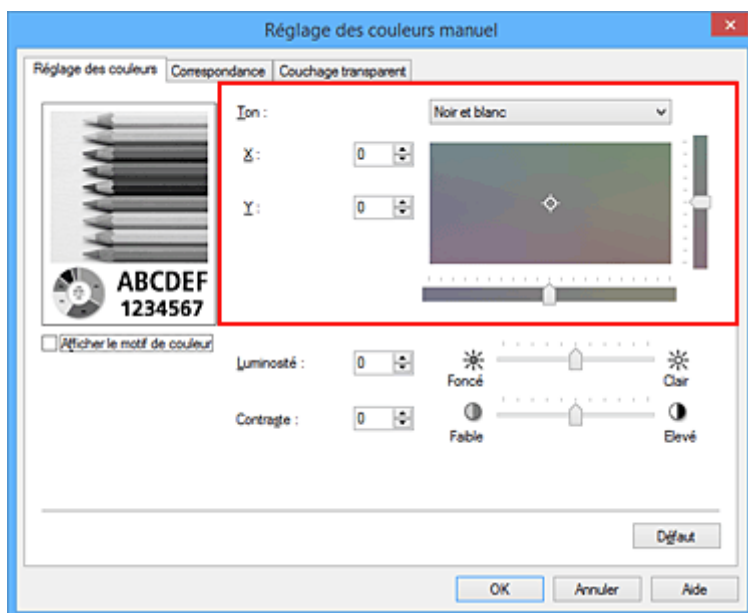 Réglage des couleurs manuel
Réglage des couleurs Correspondance Couchage transparent
Ton : Noir et blanc
X : 0
Y : 0
ABCDEF
1234567
Afficher le motif de couleur
Luminosité : 0 Foncé Clair
Contraste : 0 Faible Elevé
Défaut
OK Annuler Aide